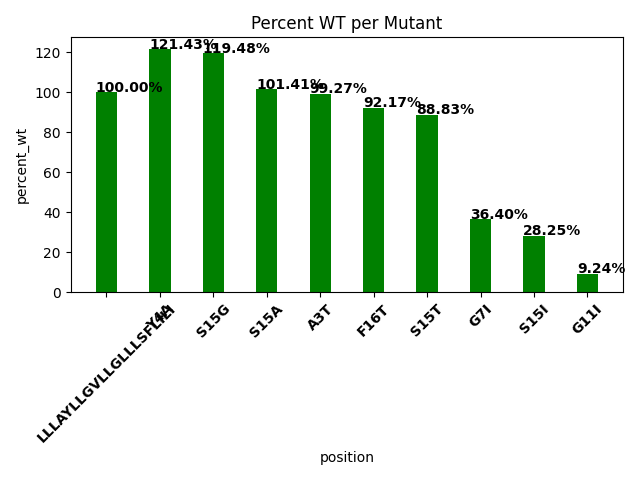 Percent WT per Mutant
percent_wt
120
100
80
60
40
20
0
100.00%
121.43%
119.48%
101.41%
99.27%
92.17%
88.83%
36.40%
28.25%
9.24%
Y4A
S15G
S15A
A3T
F16T
S15T
G7I
S15I
G11I
position